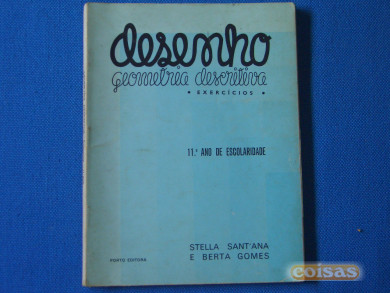 desenho
geometria descritiva
• EXERCÍCIOS •
11.º ANO DE ESCOLARIDADE
PORTO EDITORA
STELLA SANT'ANA
E BERTA GOMES
coisas